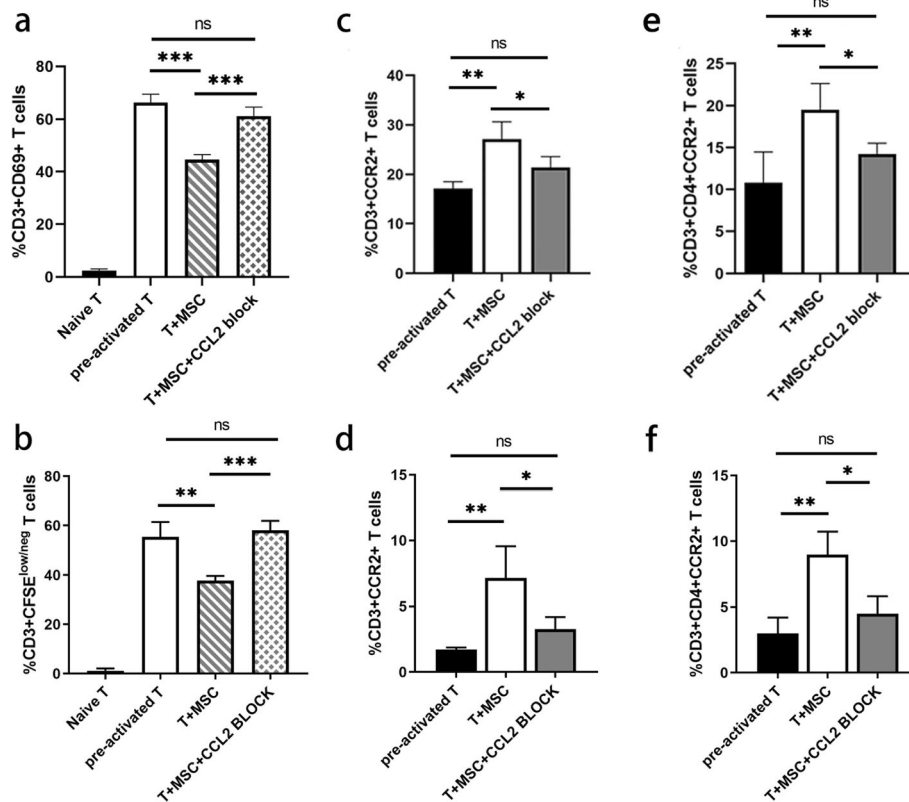 a
ns
***
***
%CD3+CD69+ T cells
80
60
40
20
0
Naive T
pre-activated T
T+MSC
T+MSC+CCL2 block
c
ns
**
*
%CD3+CCR2+ T cells
40
30
20
10
0
pre-activated T
T+MSC
T+MSC+CCL2 block
e
ns
**
*
%CD3+CD4+CCR2+ T cells
25
20
15
10
5
0
pre-activated T
T+MSC
T+MSC+CCL2 block
b
ns
**
***
%CD3+CFSElow/neg T cells
80
60
40
20
0
Naive T
pre-activated T
T+MSC
T+MSC+CCL2 BLOCK
d
ns
**
*
%CD3+CCR2+ T cells
15
10
5
0
pre-activated T
T+MSC
T+MSC+CCL2 BLOCK
f
ns
**
*
%CD3+CD4+CCR2+ T cells
15
10
5
0
pre-activated T
T+MSC
T+MSC+CCL2 BLOCK